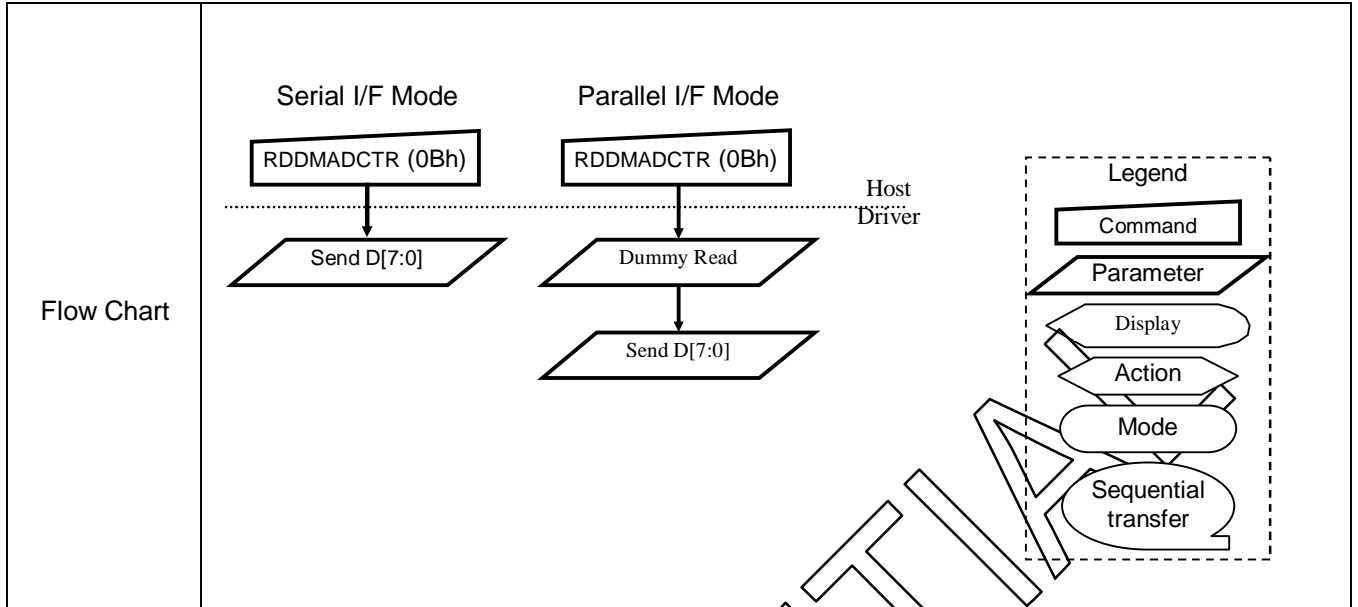 Flow Chart
Serial I/F Mode
Parallel I/F Mode
RDDMADCTR (0Bh)
RDDMADCTR (0Bh)
Host
Driver
Send D[7:0]
Dummy Read
Send D[7:0]
Legend
Command
Parameter
Display
Action
Mode
Sequential
transfer